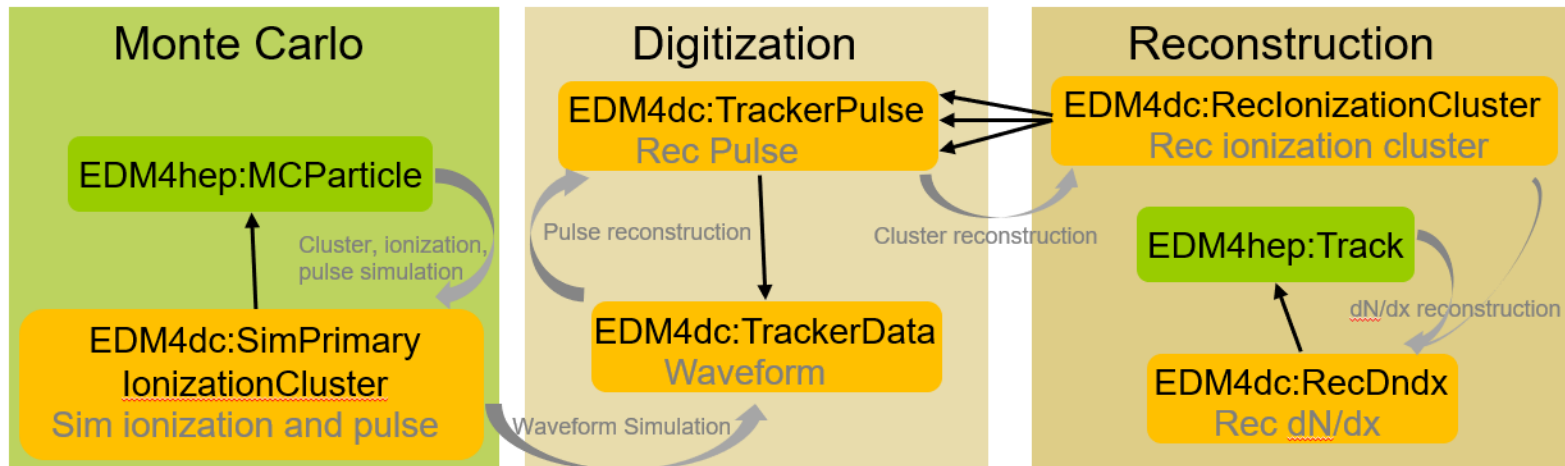 Monte Carlo
EDM4hep:MCParticle
Cluster, ionization,
pulse simulation
EDM4dc:SimPrimary
IonizationCluster
Sim ionization and pulse
Waveform Simulation
Digitization
EDM4dc:TrackerPulse
Rec Pulse
Pulse reconstruction
EDM4dc:TrackerData
Waveform
Cluster reconstruction
Reconstruction
EDM4dc:RecIonizationCluster
Rec ionization cluster
EDM4hep:Track
dN/dx reconstruction
EDM4dc:RecDndx
Rec dN/dx